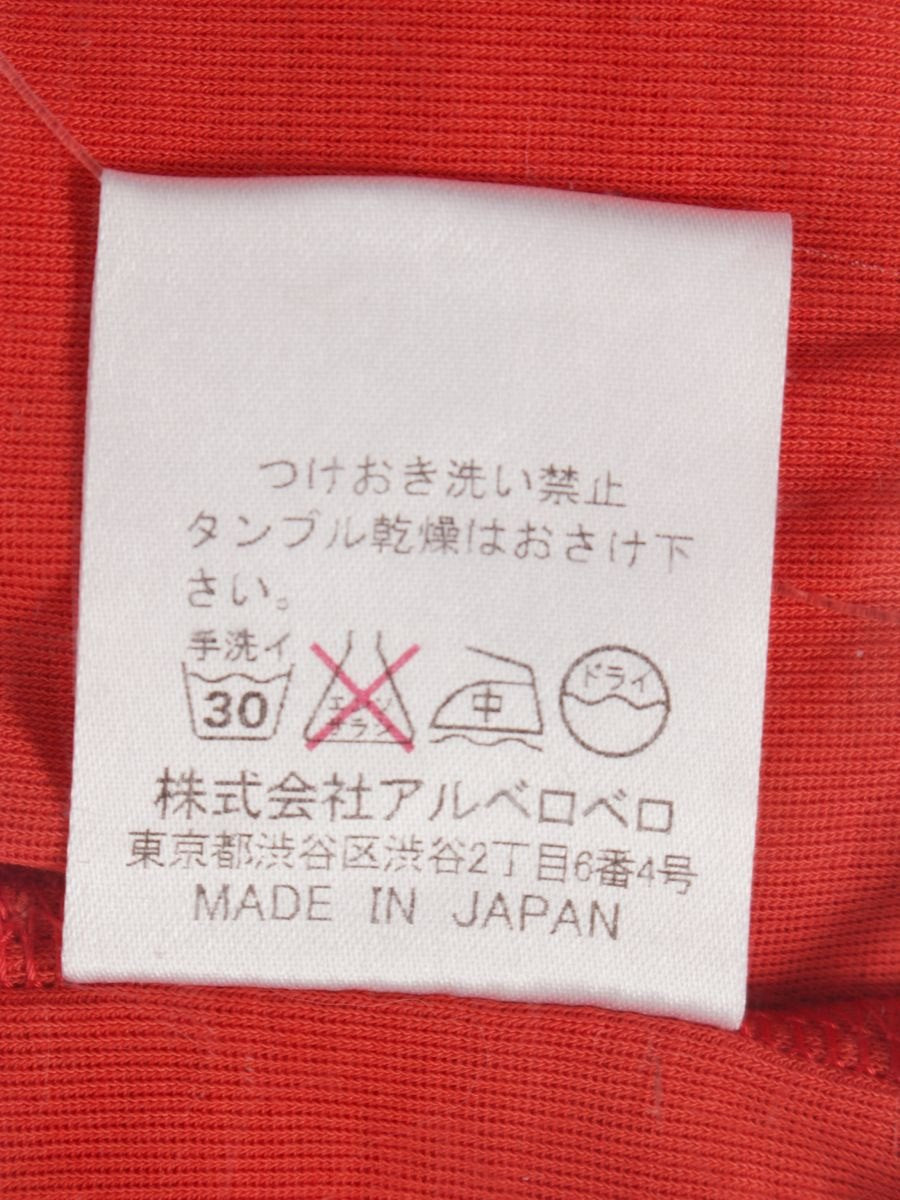 つけおき洗い禁止
タンブル乾燥はおさけ下
さい。
手洗イ
30
エンソ
サラシ
中
ドライ
株式会社アルベロベロ
東京都渋谷区渋谷2丁目6番4号
MADE IN JAPAN